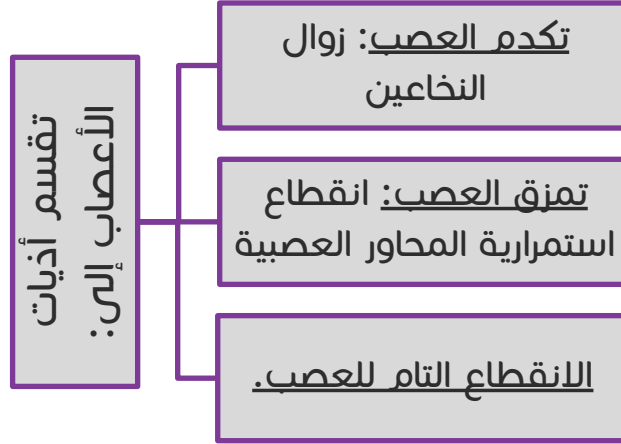 تقسم أذيات
الأعصاب إلى:
تكدم العصب: زوال
النخاعين
تمزق العصب: انقطاع
استمرارية المحاور العصبية
الانقطاع التام للعصب.